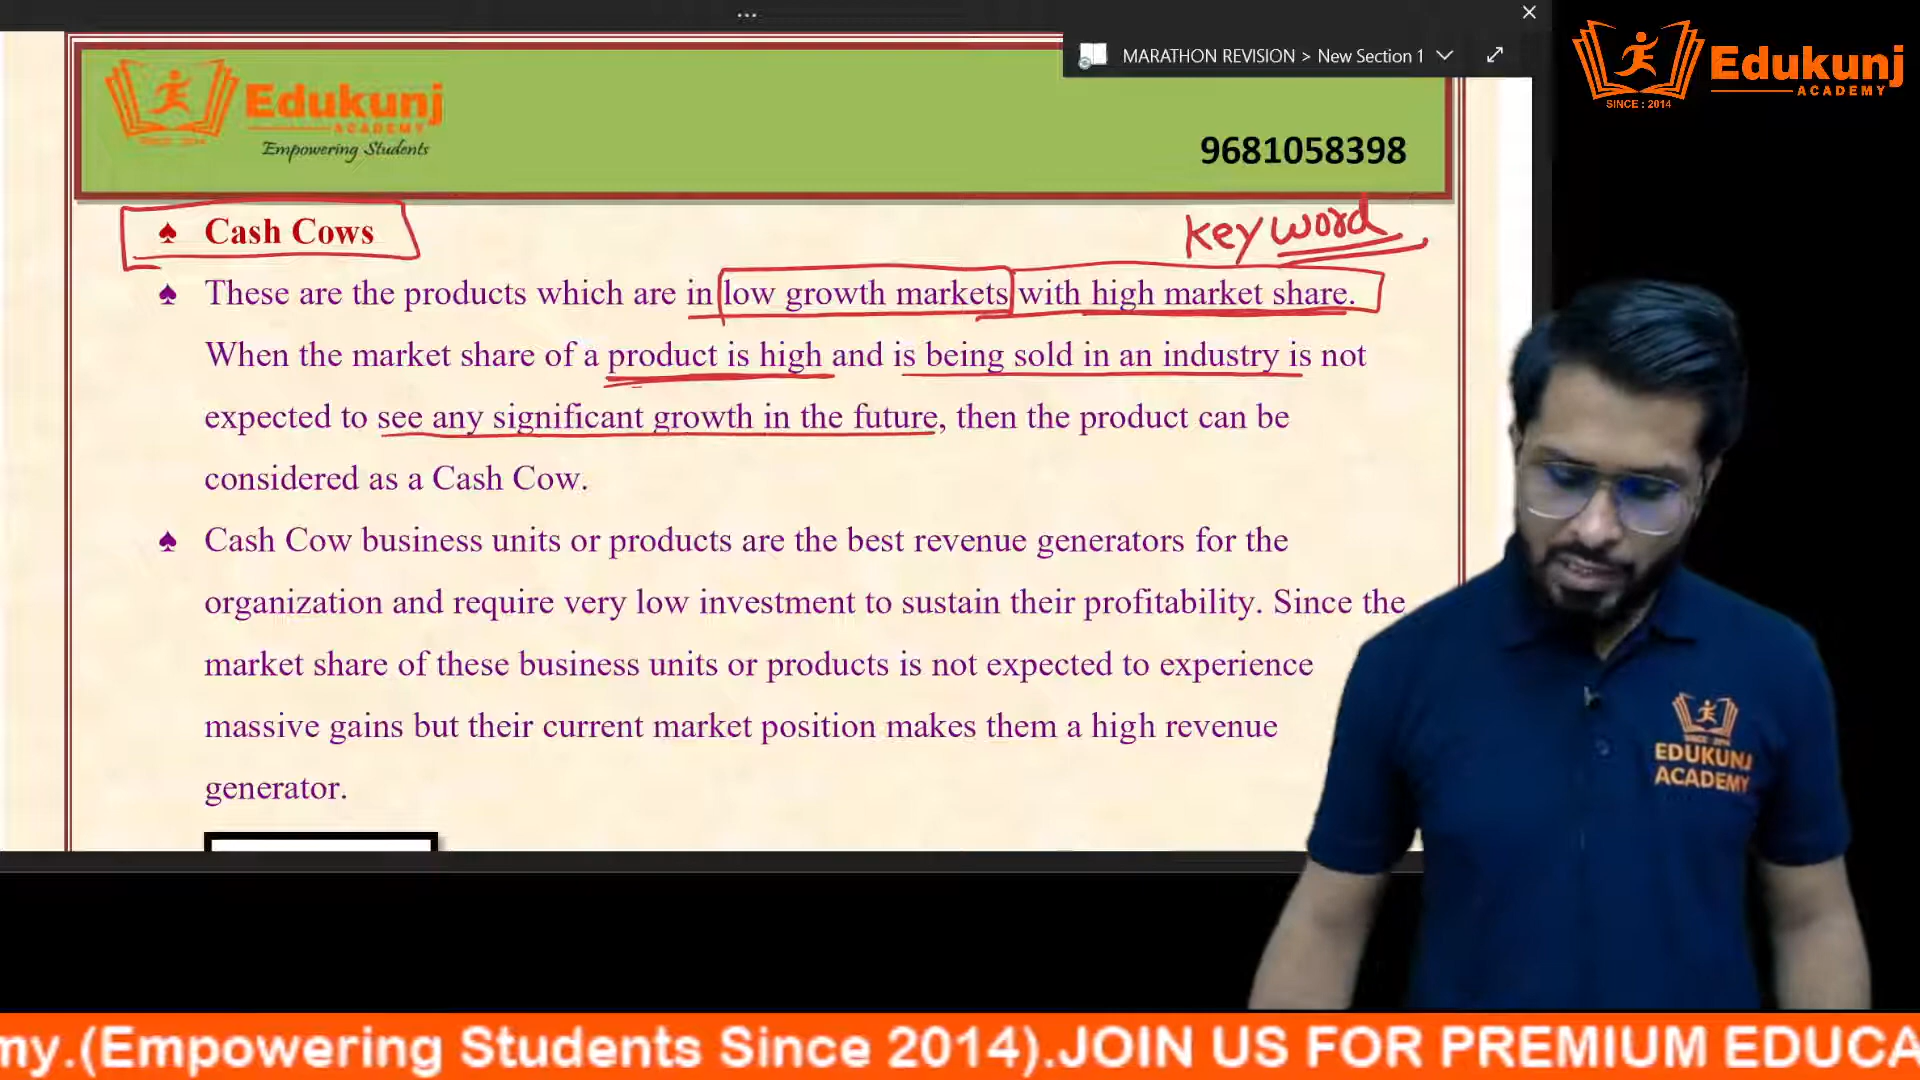 MARATHON REVISION > New Section 1
Edukunj
ACADEMY
SINCE : 2014
Edukunj
ACADEMY
Empowering Students
9681058398
Keyword
♠ Cash Cows
♠ These are the products which are in low growth markets with high market share.
When the market share of a product is high and is being sold in an industry is not
expected to see any significant growth in the future, then the product can be
considered as a Cash Cow.
♠ Cash Cow business units or products are the best revenue generators for the
organization and require very low investment to sustain their profitability. Since the
market share of these business units or products is not expected to experience
massive gains but their current market position makes them a high revenue
generator.
EDUKUNJ
ACADEMY
my.(Empowering Students Since 2014).JOIN US FOR PREMIUM EDUCA